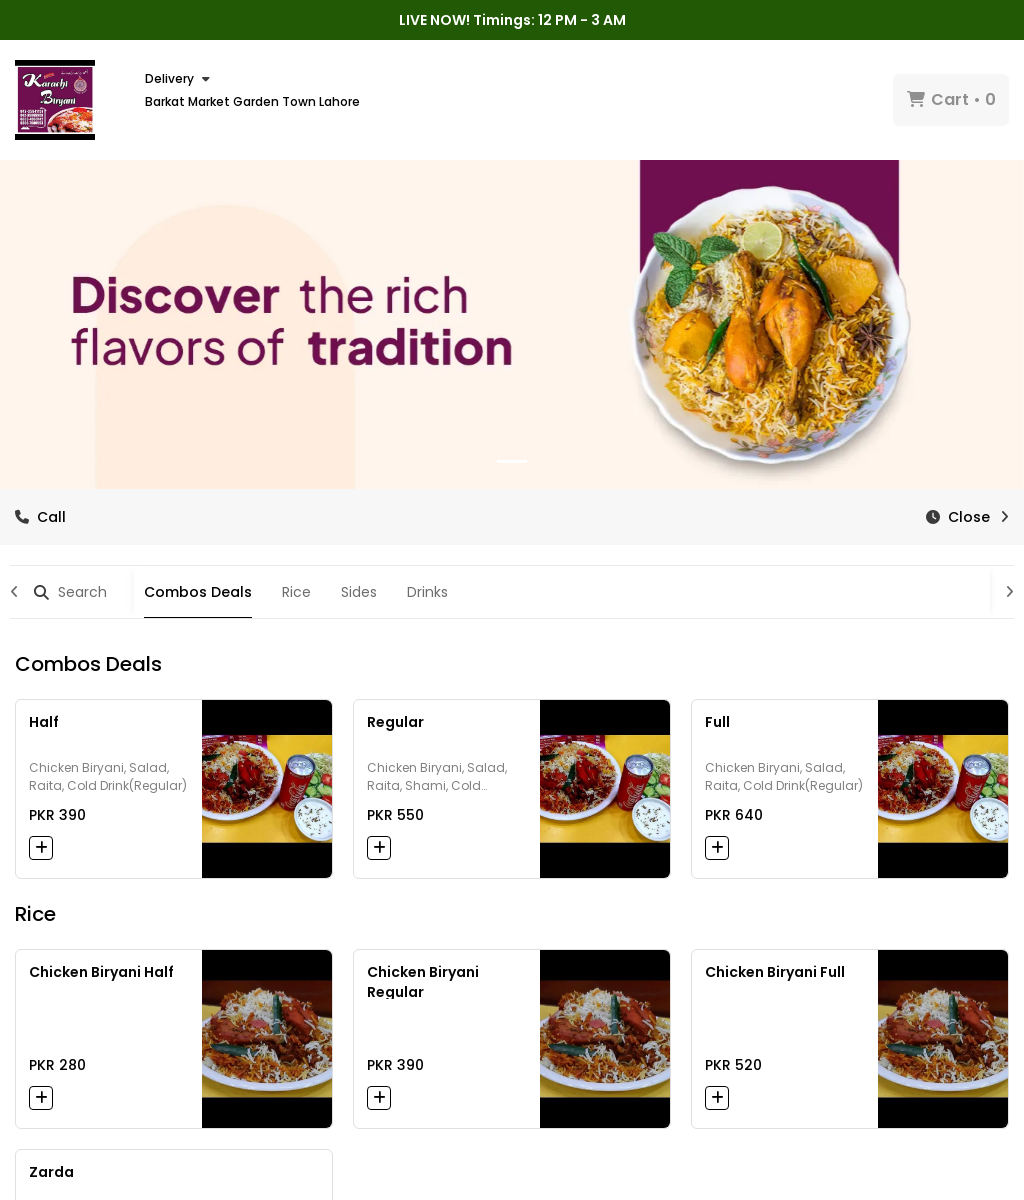 LIVE NOW! Timings: 12 PM - 3 AM
Karachi
Biryani
Delivery
Barkat Market Garden Town Lahore
Cart • 0
Discover the rich
flavors of tradition
Call
Close
Search
Combos Deals
Rice
Sides
Drinks
Combos Deals
Half
Chicken Biryani, Salad,
Raita, Cold Drink(Regular)
PKR 390
Regular
Chicken Biryani, Salad,
Raita, Shami, Cold...
PKR 550
Full
Chicken Biryani, Salad,
Raita, Cold Drink(Regular)
PKR 640
Rice
Chicken Biryani Half
PKR 280
Chicken Biryani
Regular
PKR 390
Chicken Biryani Full
PKR 520
Zarda